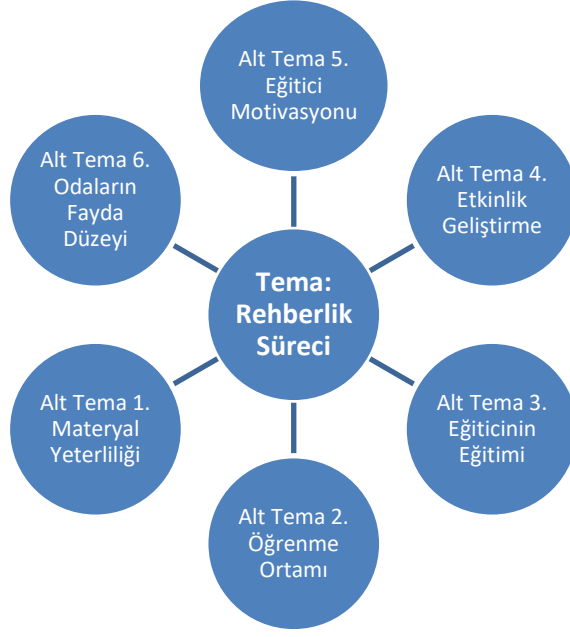 Alt Tema 5.
Eğitici
Motivasyonu
Alt Tema 6.
Odaların
Fayda
Düzeyi
Alt Tema 4.
Etkinlik
Geliştirme
Tema:
Rehberlik
Süreci
Alt Tema 1.
Materyal
Yeterliliği
Alt Tema 3.
Eğiticinin
Eğitimi
Alt Tema 2.
Öğrenme
Ortamı